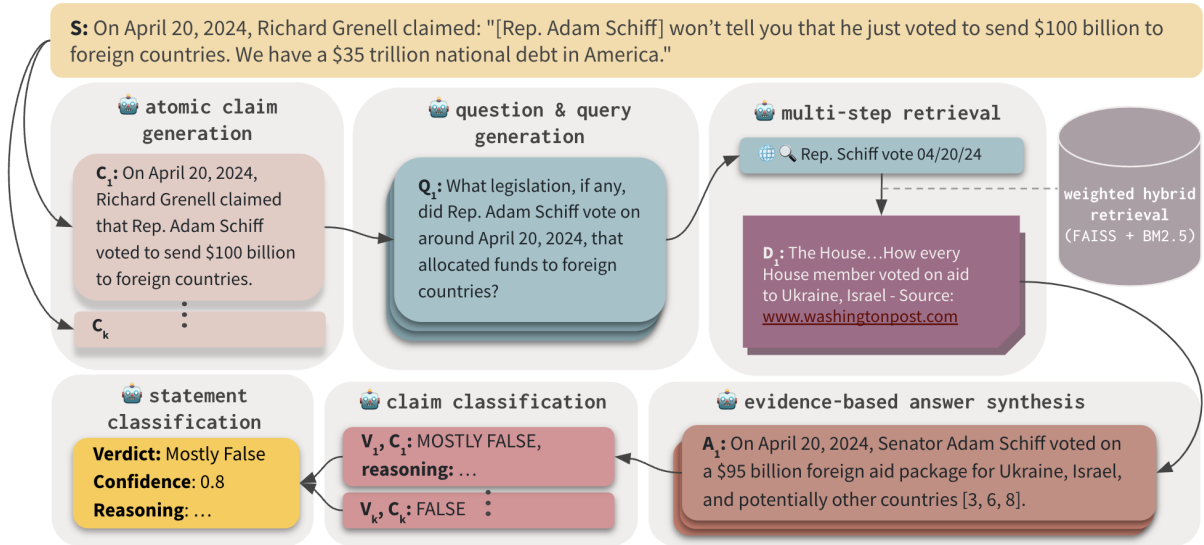 S: On April 20, 2024, Richard Grenell claimed: "[Rep. Adam Schiff] won't tell you that he just voted to send $100 billion to
foreign countries. We have a $35 trillion national debt in America."
atomic claim
generation
C1: On April 20, 2024,
Richard Grenell claimed
that Rep. Adam Schiff
voted to send $100 billion
to foreign countries.
Ck
question & query
generation
Q1: What legislation, if any,
did Rep. Adam Schiff vote on
around April 20, 2024, that
allocated funds to foreign
countries?
multi-step retrieval
Rep. Schiff vote 04/20/24
D1: The House...How every
House member voted on aid
to Ukraine, Israel - Source:
www.washingtonpost.com
weighted hybrid
retrieval
(FAISS + BM2.5)
statement
classification
Verdict: Mostly False
Confidence: 0.8
Reasoning: ...
claim classification
V1, C1: MOSTLY FALSE,
reasoning: ...
Vk, Ck: FALSE
evidence-based answer synthesis
A1: On April 20, 2024, Senator Adam Schiff voted on
a $95 billion foreign aid package for Ukraine, Israel,
and potentially other countries [3, 6, 8].